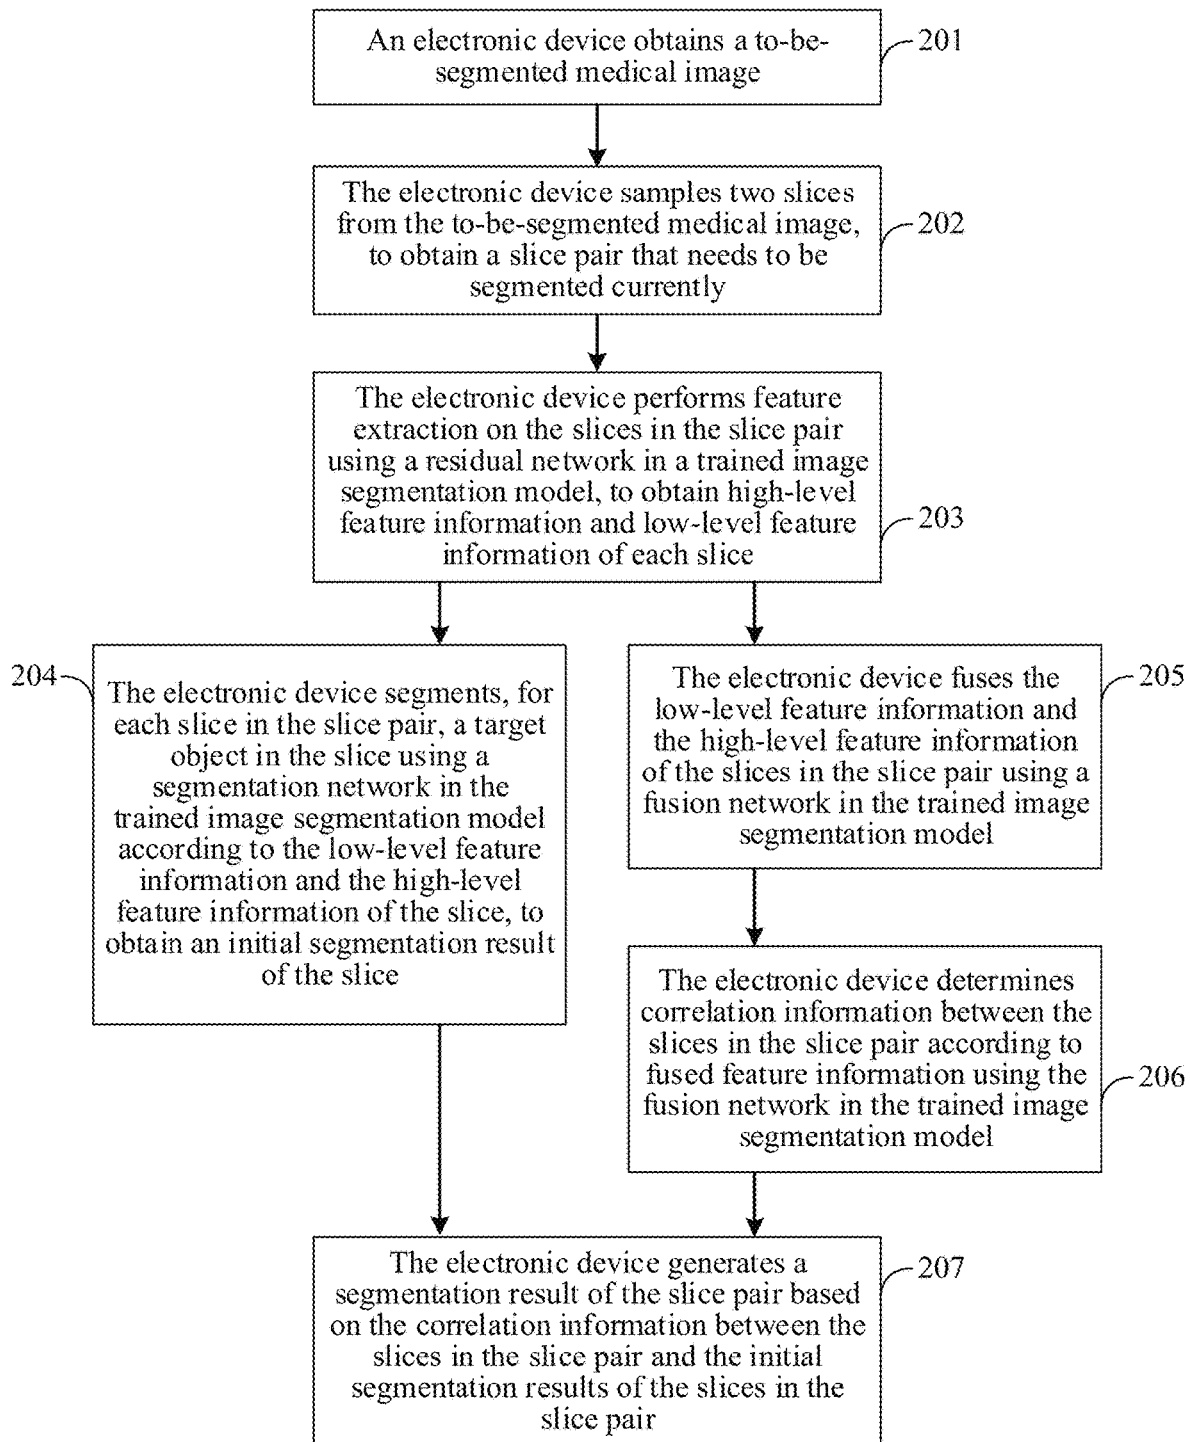 An electronic device obtains a to-be-
segmented medical image
201
The electronic device samples two slices
from the to-be-segmented medical image,
to obtain a slice pair that needs to be
segmented currently
202
The electronic device performs feature
extraction on the slices in the slice pair
using a residual network in a trained image
segmentation model, to obtain high-level
feature information and low-level feature
information of each slice
203
204
The electronic device segments, for
each slice in the slice pair, a target
object in the slice using a
segmentation network in the
trained image segmentation model
according to the low-level feature
information and the high-level
feature information of the slice, to
obtain an initial segmentation result
of the slice
The electronic device fuses the
low-level feature information and
the high-level feature information
of the slices in the slice pair using a
fusion network in the trained image
segmentation model
205
The electronic device determines
correlation information between the
slices in the slice pair according to
fused feature information using the
fusion network in the trained image
segmentation model
206
The electronic device generates a
segmentation result of the slice pair based
on the correlation information between the
slices in the slice pair and the initial
segmentation results of the slices in the
slice pair
207